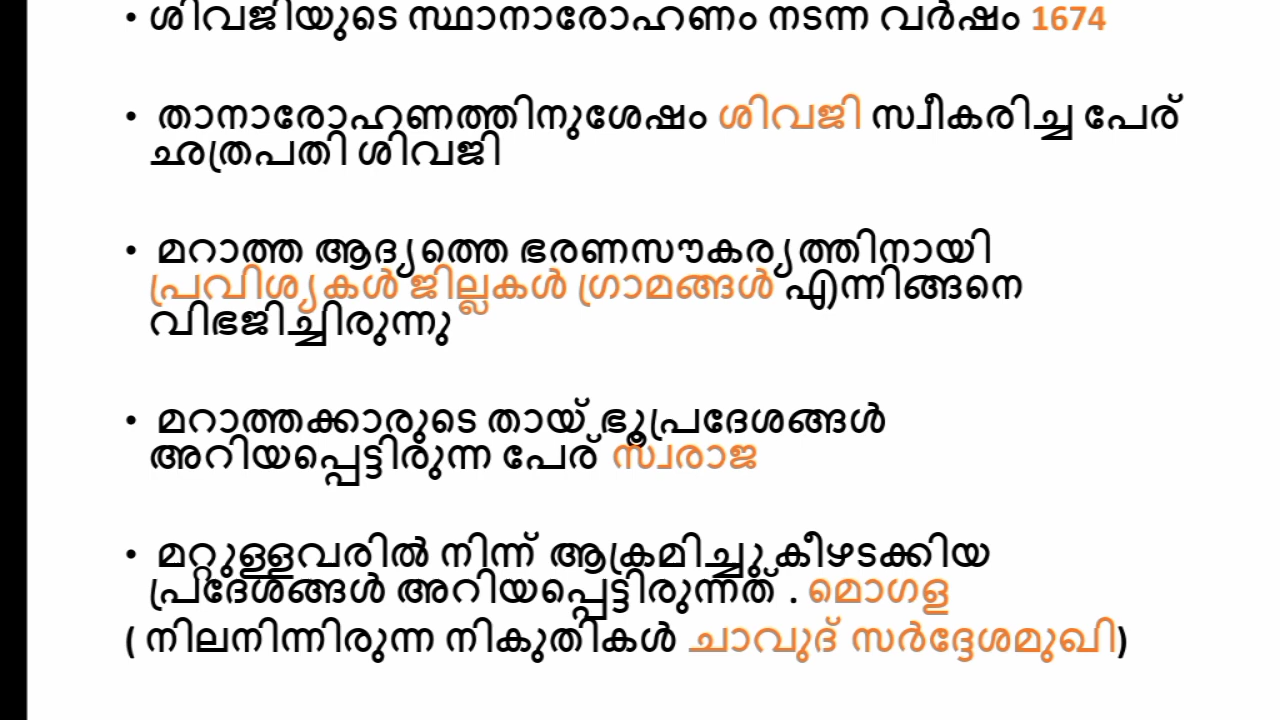 • ശിവജിയുടെ സ്ഥാനാരോഹണം നടന്ന വർഷം 1674
• താനാരോഹണത്തിനുശേഷം ശിവജി സ്വീകരിച്ച പേര്
ഛത്രപതി ശിവജി
• മറാത്ത ആദ്യത്തെ ഭരണസൗകര്യത്തിനായി
പ്രവിശ്യകൾ ജില്ലകൾ ഗ്രാമങ്ങൾ എന്നിങ്ങനെ
വിഭജിച്ചിരുന്നു
• മറാത്തക്കാരുടെ തായ് ഭൂപ്രദേശങ്ങൾ
അറിയപ്പെട്ടിരുന്ന പേര് സ്വരാജ
• മറ്റുള്ളവരിൽ നിന്ന് ആക്രമിച്ചു കീഴടക്കിയ
പ്രദേശങ്ങൾ അറിയപ്പെട്ടിരുന്നത് . മൊഗള
( നിലനിന്നിരുന്ന നികുതികൾ ചാവുദ് സർദ്ദേശമുഖി)